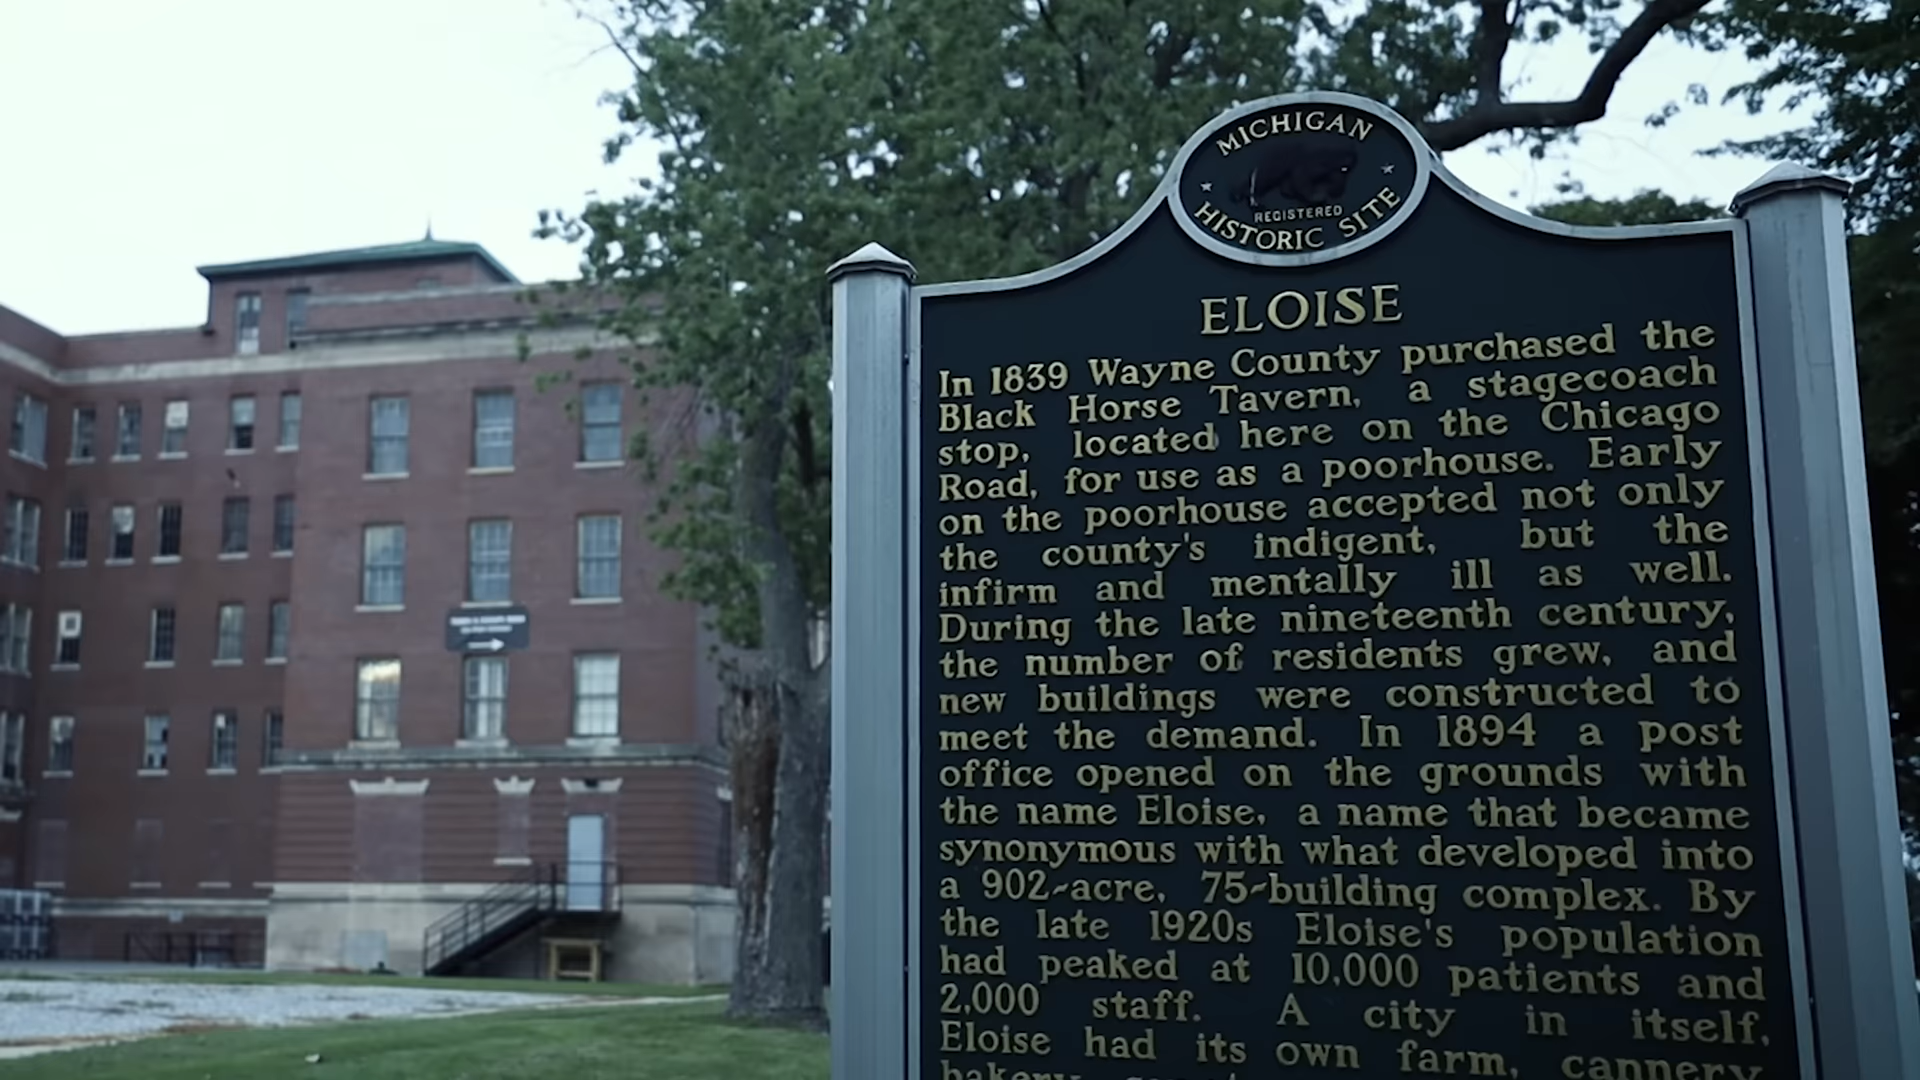 MICHIGAN
REGISTERED
HISTORIC SITE
ELOISE
In 1839 Wayne County purchased the
Black Horse Tavern, a stagecoach
stop, located here on the Chicago
Road, for use as a poorhouse. Early
on the poorhouse accepted not only
the county's indigent, but the
infirm and mentally ill as well.
During the late nineteenth century,
the number of residents grew, and
new buildings were constructed to
meet the demand. In 1894 a post
office opened on the grounds with
the name Eloise, a name that became
synonymous with what developed into
a 902-acre, 75-building complex. By
the late 1920s Eloise's population
had peaked at 10,000 patients and
2,000 staff. A city in itself,
Eloise had its own farm, cannery
bakery